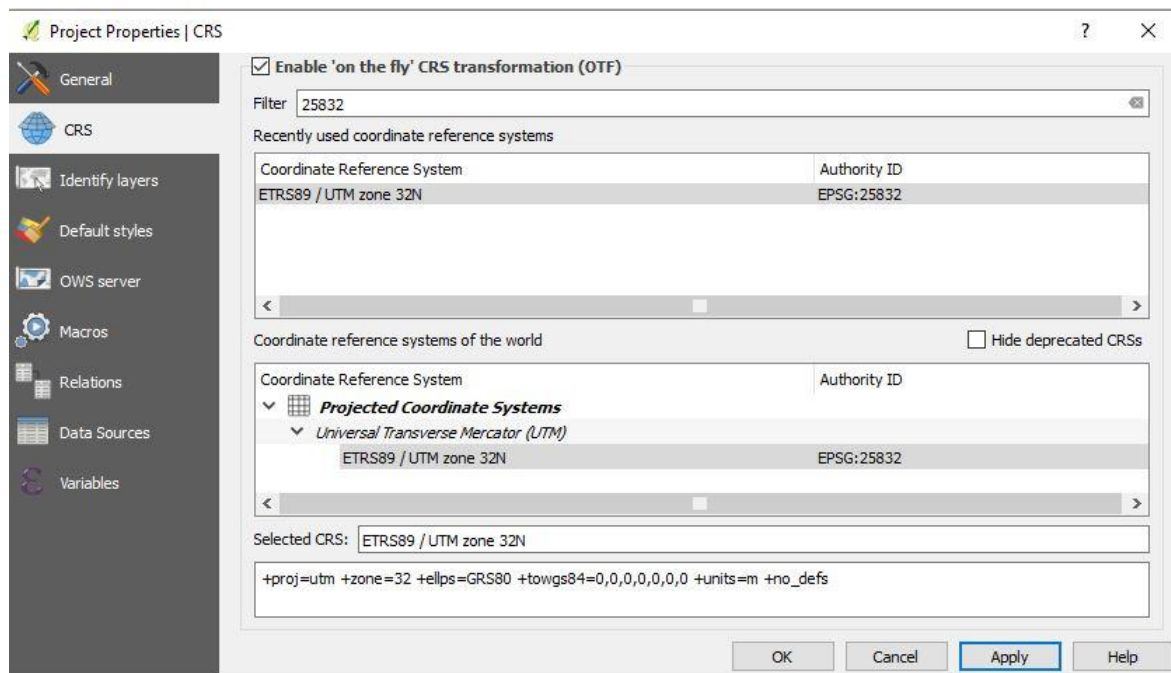 Project Properties | CRS
?
General
CRS
Identify layers
Default styles
OWS server
Macros
Relations
Data Sources
Variables
Enable 'on the fly' CRS transformation (OTF)
Filter 25832
Recently used coordinate reference systems
Coordinate Reference System Authority ID
ETRS89 / UTM zone 32N EPSG:25832
Coordinate reference systems of the world Hide deprecated CRSs
Coordinate Reference System Authority ID
Projected Coordinate Systems
Universal Transverse Mercator (UTM)
ETRS89 / UTM zone 32N EPSG:25832
Selected CRS: ETRS89 / UTM zone 32N
+proj=utm +zone=32 +ellps=GRS80 +towgs84=0,0,0,0,0,0,0 +units=m +no_defs
OK Cancel Apply Help